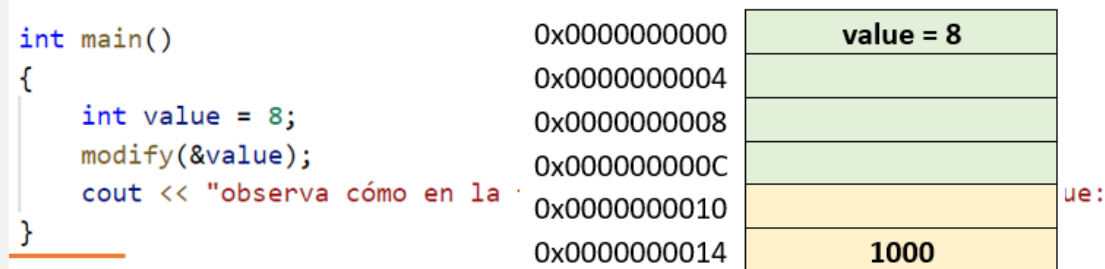 int main()
{
int value = 8;
modify(&value);
cout << "observa cómo en la
ue:
}
0x0000000000 value = 8
0x0000000004
0x0000000008
0x000000000C
0x0000000010
0x0000000014 1000